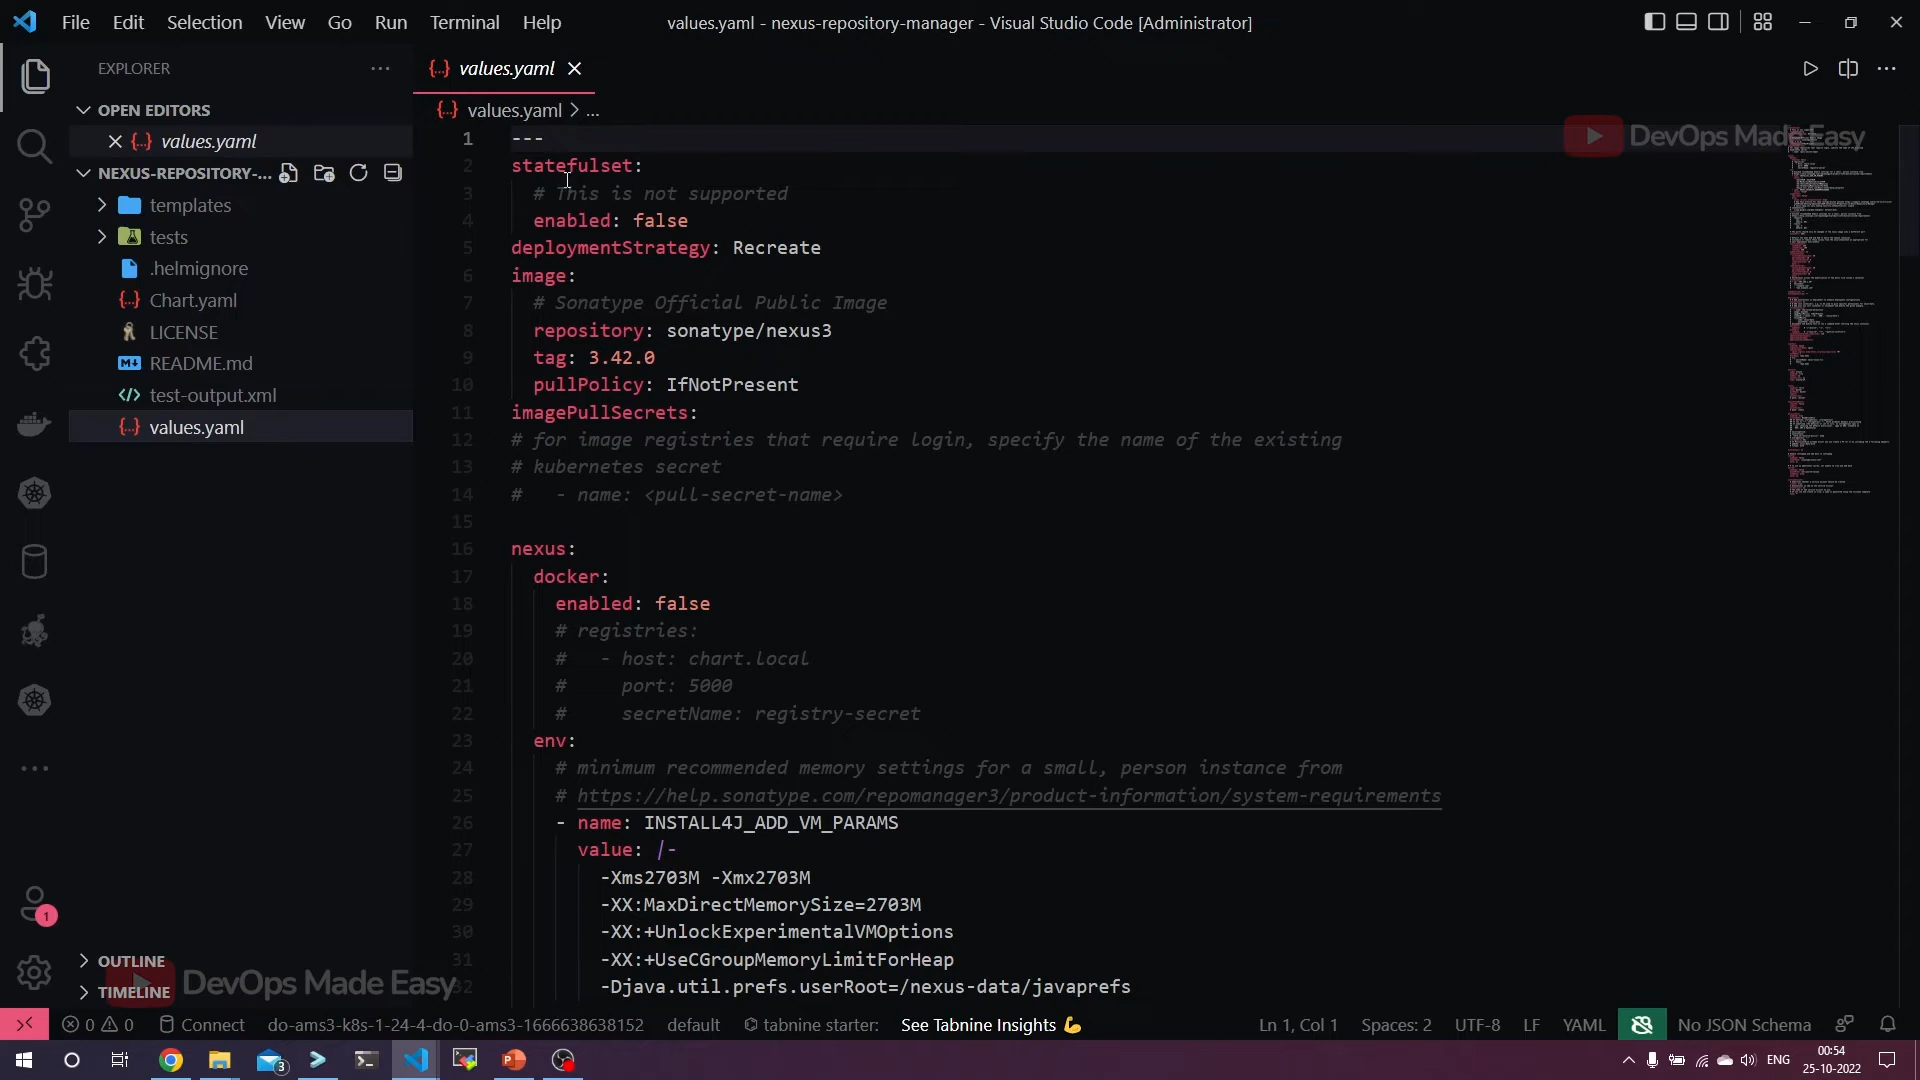 File Edit Selection View Go Run Terminal Help
values.yaml - nexus-repository-manager - Visual Studio Code [Administrator]
EXPLORER
OPEN EDITORS
values.yaml
NEXUS-REPOSITORY-...
templates
tests
.helmignore
Chart.yaml
LICENSE
README.md
test-output.xml
values.yaml
OUTLINE
TIMELINE
DevOps Made Easy
1
values.yaml
values.yaml > ...
DevOps Made Easy
1 ---
2 statefulset:
3 # This is not supported
4 enabled: false
5 deploymentStrategy: Recreate
6 image:
7 # Sonatype Official Public Image
8 repository: sonatype/nexus3
9 tag: 3.42.0
10 pullPolicy: IfNotPresent
11 imagePullSecrets:
12 # for image registries that require login, specify the name of the existing
13 # kubernetes secret
14 #   - name: <pull-secret-name>
15
16 nexus:
17 docker:
18 enabled: false
19 # registries:
20 #   - host: chart.local
21 #     port: 5000
22 #     secretName: registry-secret
23 env:
24 # minimum recommended memory settings for a small, person instance from
25 # https://help.sonatype.com/repomanager3/product-information/system-requirements
26 - name: INSTALL4J_ADD_VM_PARAMS
27 value: |-
28 -Xms2703M -Xmx2703M
29 -XX:MaxDirectMemorySize=2703M
30 -XX:+UnlockExperimentalVMOptions
31 -XX:+UseCGroupMemoryLimitForHeap
32 -Djava.util.prefs.userRoot=/nexus-data/javaprefs
0 0 Connect do-ams3-k8s-1-24-4-do-0-ams3-1666638638152 default tabnine starter: See Tabnine Insights 💪 Ln 1, Col 1 Spaces: 2 UTF-8 LF YAML No JSON Schema
3
ENG
00:54
25-10-2022